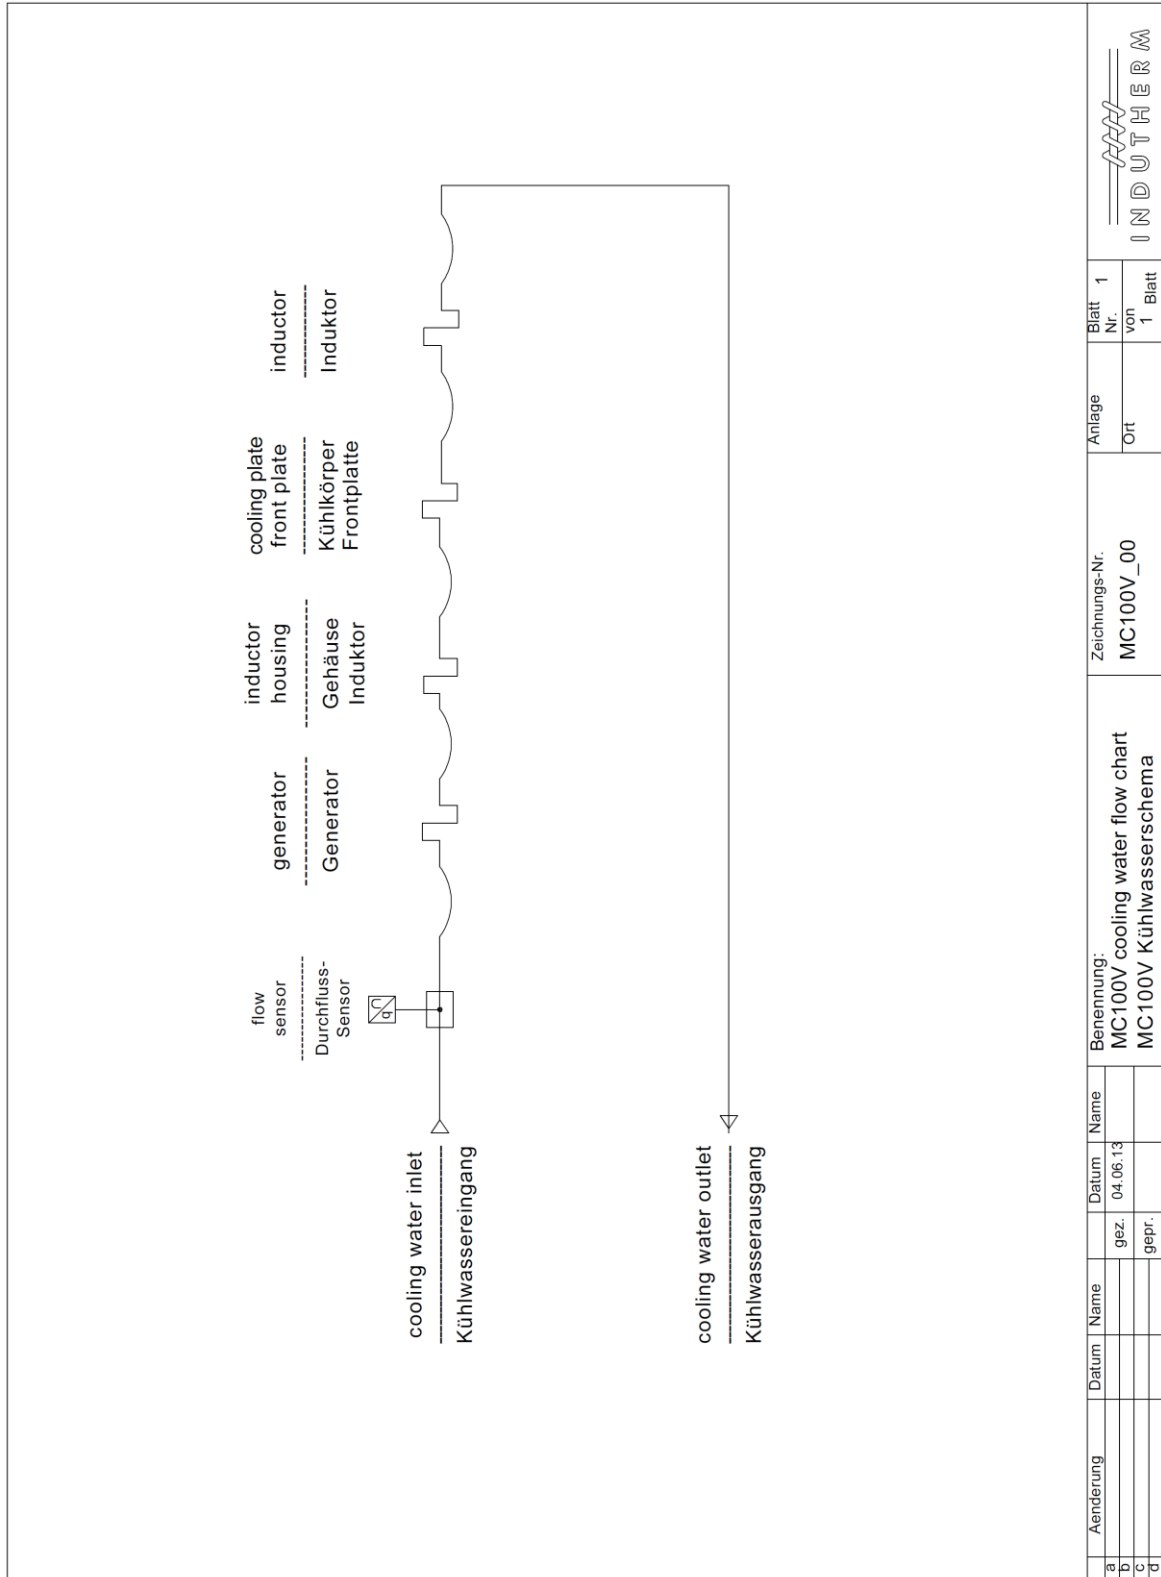 flow
sensor
Durchfluss-
Sensor
q
U
generator
Generator
inductor
housing
Gehäuse
Induktor
cooling plate
front plate
Kühlkörper
Frontplatte
inductor
Induktor
cooling water inlet
Kühlwassereingang
cooling water outlet
Kühlwasserausgang
a
b
c
d
Aenderung
Datum
Name
gez.
gepr.
Datum
04.06.13
Name
Benennung:
MC100V cooling water flow chart
MC100V Kühlwasserschema
Zeichnungs-Nr.
MC100V_00
Anlage
Ort
Blatt
Nr. 1
von
1 Blatt
INDUTHERM